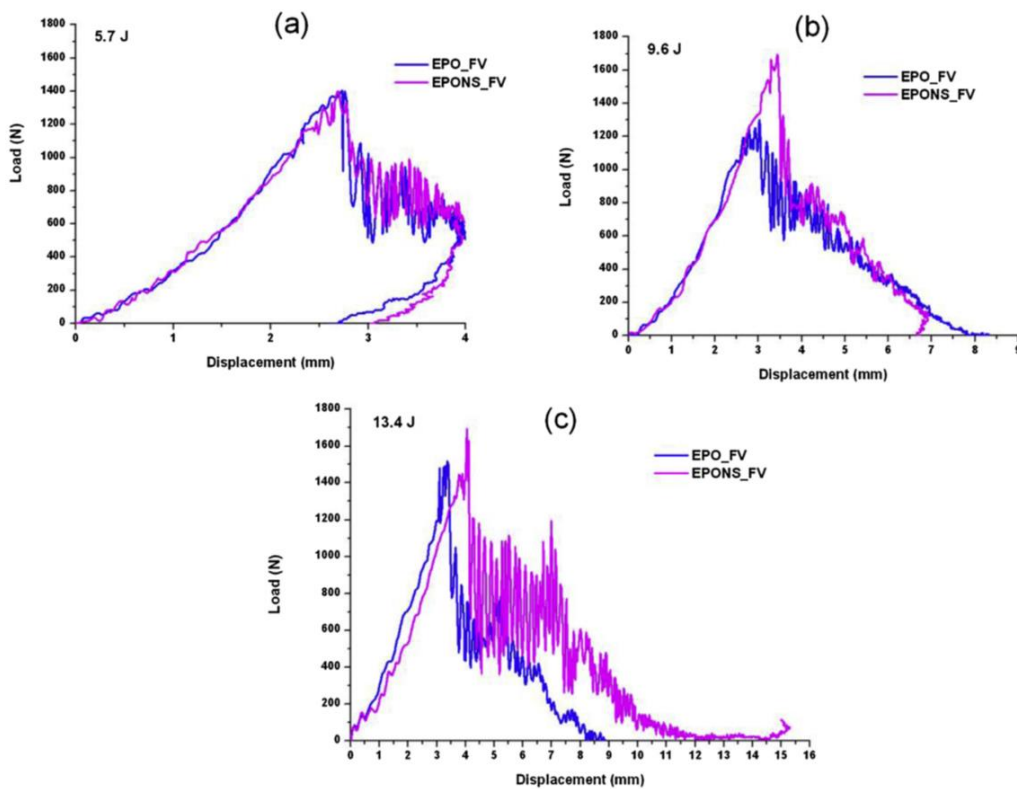 (a)
5.7 J
EPO_FV
EPONS_FV
Load (N)
1800
1600
1400
1200
1000
800
600
400
200
0
0 1 2 3 4
Displacement (mm)
(b)
9.6 J
EPO_FV
EPONS_FV
Load (N)
1800
1600
1400
1200
1000
800
600
400
200
0
0 1 2 3 4 5 6 7 8 9
Displacement (mm)
(c)
13.4 J
EPO_FV
EPONS_FV
Load (N)
1800
1600
1400
1200
1000
800
600
400
200
0
0 1 2 3 4 5 6 7 8 9 10 11 12 13 14 15 16
Displacement (mm)